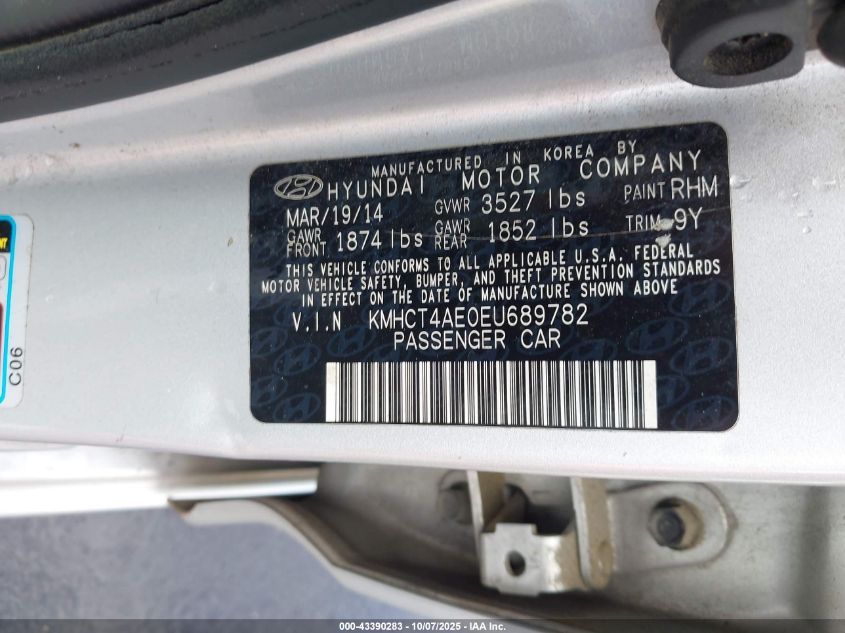 MANUFACTURED IN KOREA BY
HYUNDAI MOTOR COMPANY
MAR/19/14 GVWR 3527 lbs PAINT RHM
GAWR FRONT 1874 lbs GAWR REAR 1852 lbs TRIM 9Y
THIS VEHICLE CONFORMS TO ALL APPLICABLE U.S.A. FEDERAL
MOTOR VEHICLE SAFETY, BUMPER, AND THEFT PREVENTION STANDARDS
IN EFFECT ON THE DATE OF MANUFACTURE SHOWN ABOVE
V.I.N KMHCT4AE0EU689782
PASSENGER CAR
C06
000-43390283 - 10/07/2025 - www.iaai.com